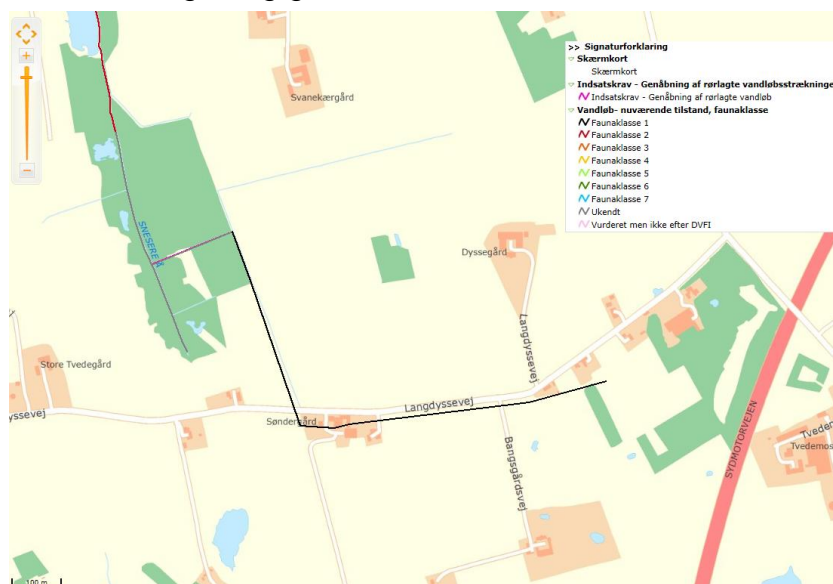 >> Signaturforklaring
Skærmkort
Skærmkort
Indsatskrav - Genåbning af rørlagte vandløbsstrækninge
Indsatskrav - Genåbning af rørlagte vandløb
Vandløb- nuværende tilstand, faunaklasse
Faunaklasse 1
Faunaklasse 2
Faunaklasse 3
Faunaklasse 4
Faunaklasse 5
Faunaklasse 6
Faunaklasse 7
Ukendt
Vurderet men ikke efter DVFI
Svanekærgård
SNESERE Å
Dyssegård
Langdyssevej
Store Tvedegård
yssevej
Søndergård
Langdyssevej
Bangsgårdsvej
SYDMOTORVEJEN
Tvedem
Tvedemos
100 m